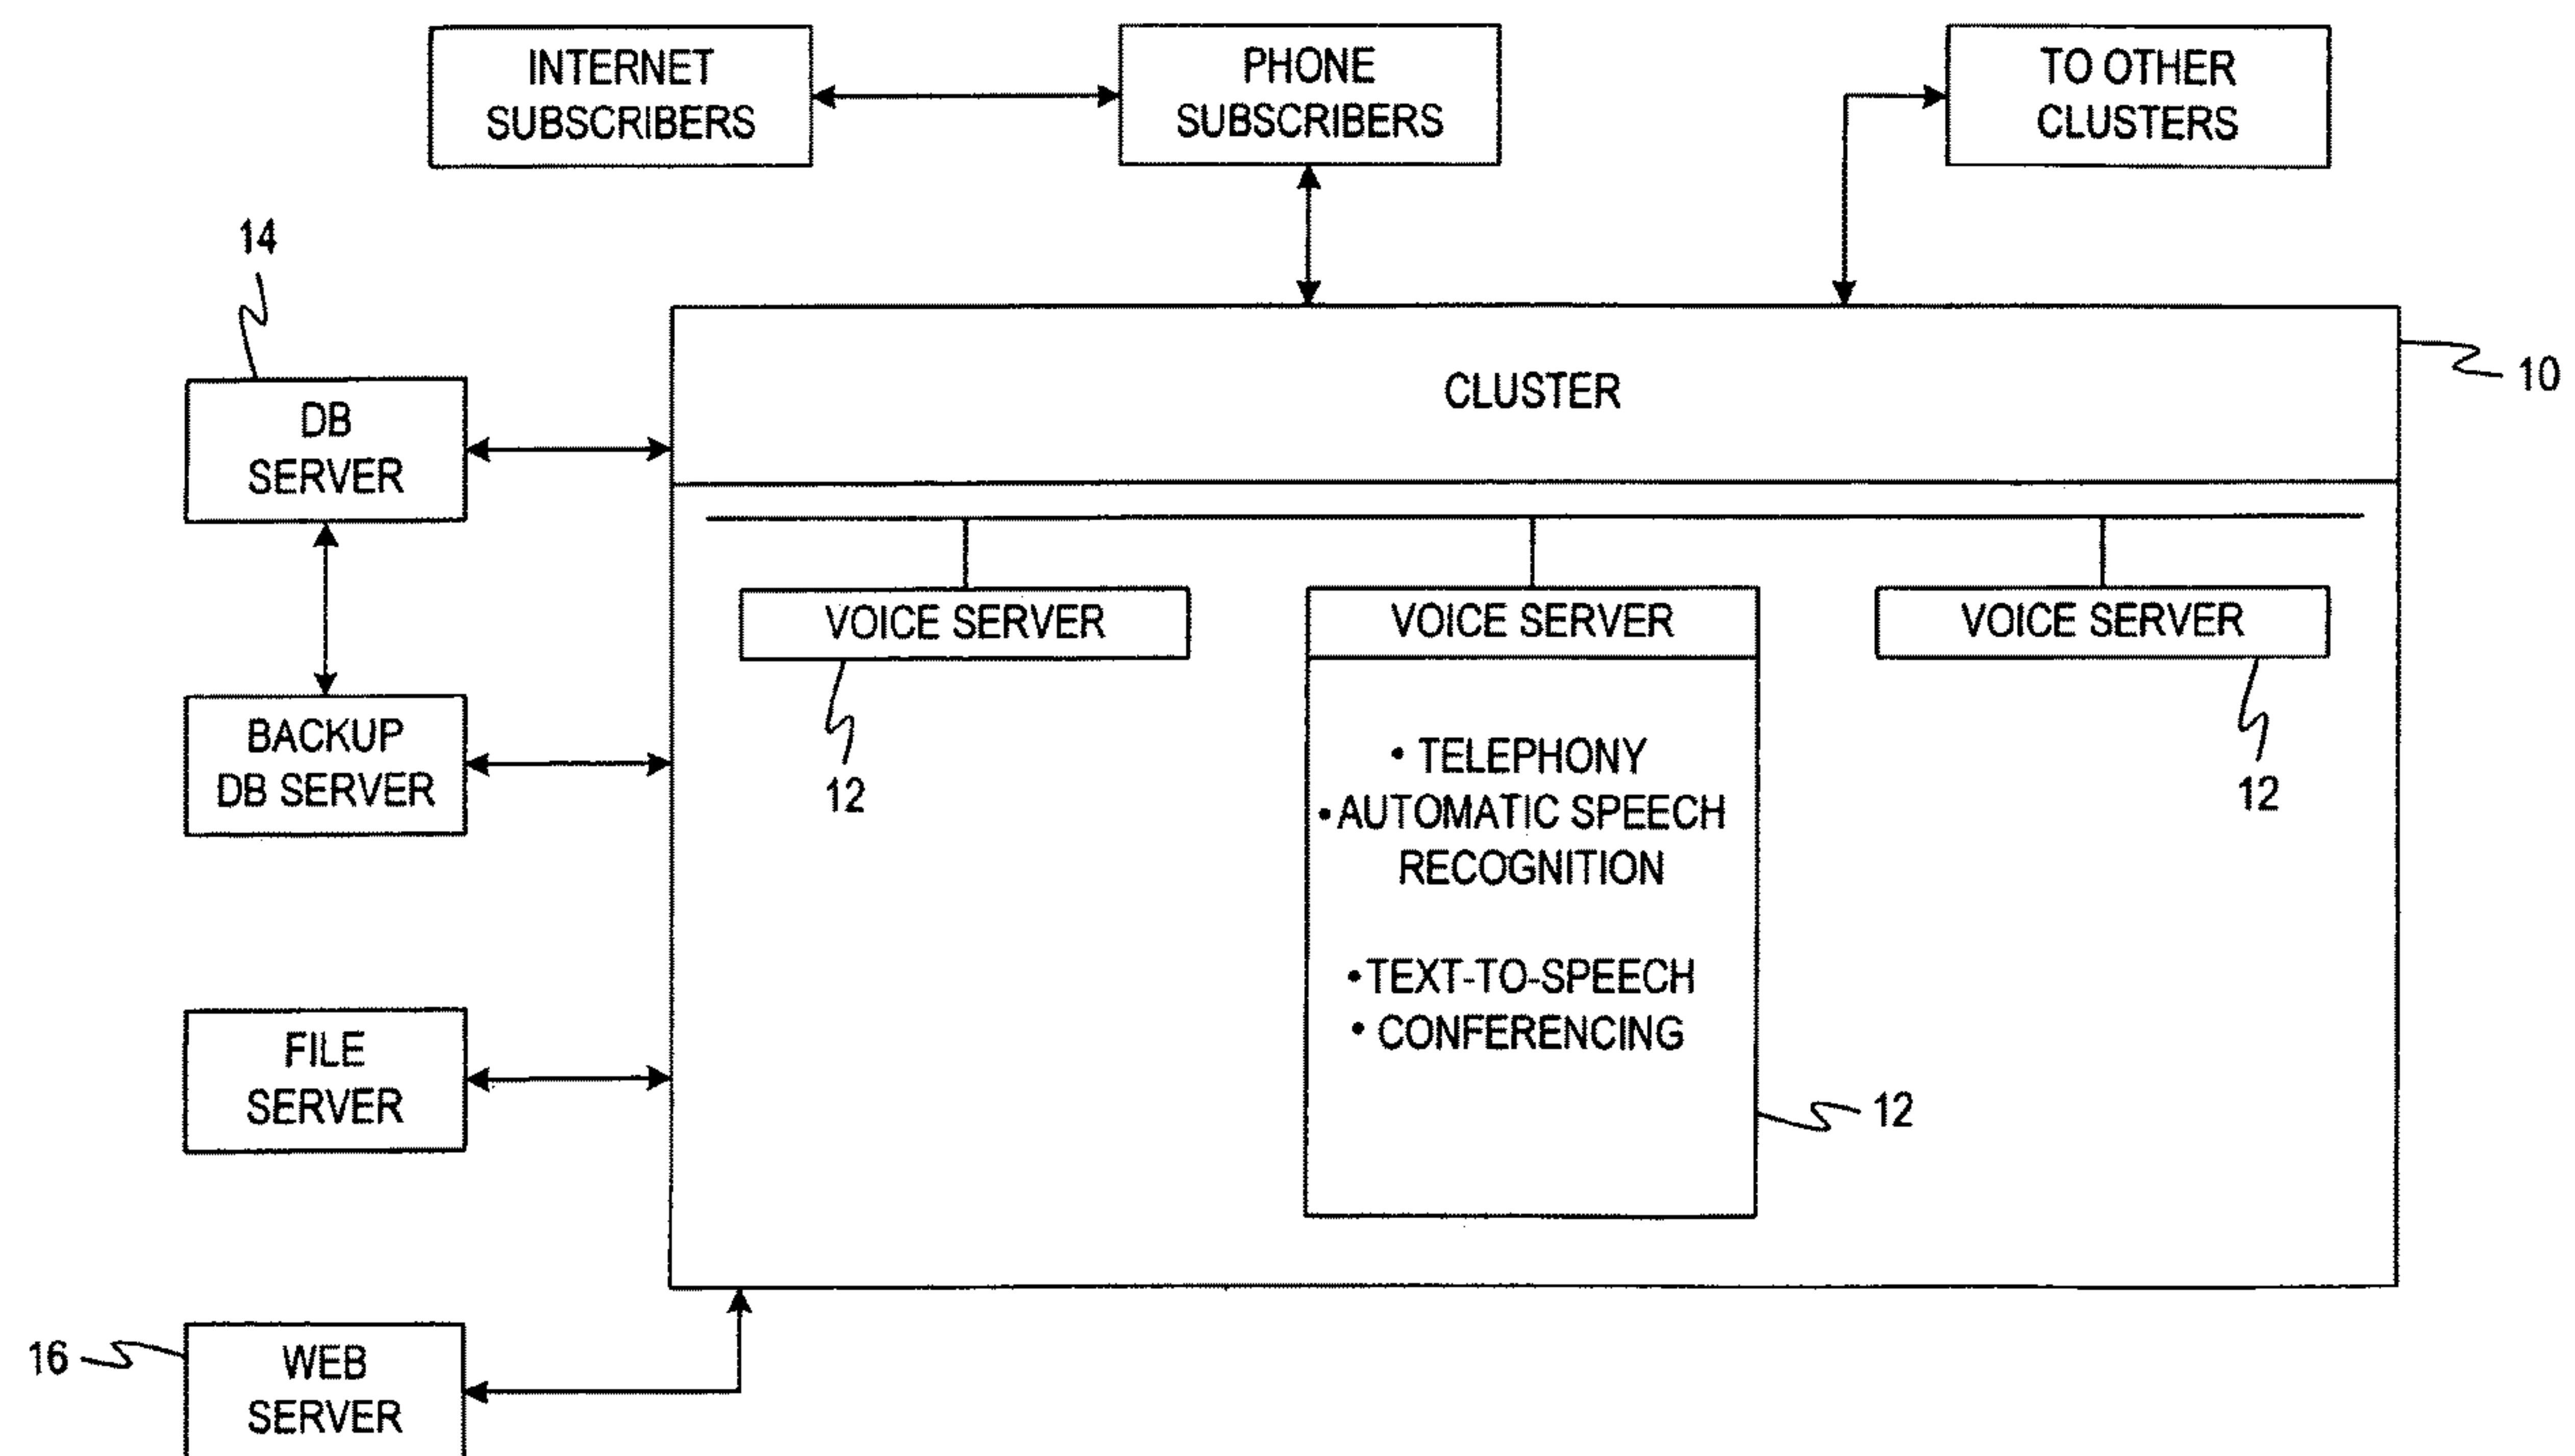 INTERNET
SUBSCRIBERS
PHONE
SUBSCRIBERS
TO OTHER
CLUSTERS
14
DB
SERVER
CLUSTER
10
VOICE SERVER
VOICE SERVER
VOICE SERVER
BACKUP
DB SERVER
12
• TELEPHONY
• AUTOMATIC SPEECH
RECOGNITION
• TEXT-TO-SPEECH
• CONFERENCING
12
12
FILE
SERVER
16
WEB
SERVER